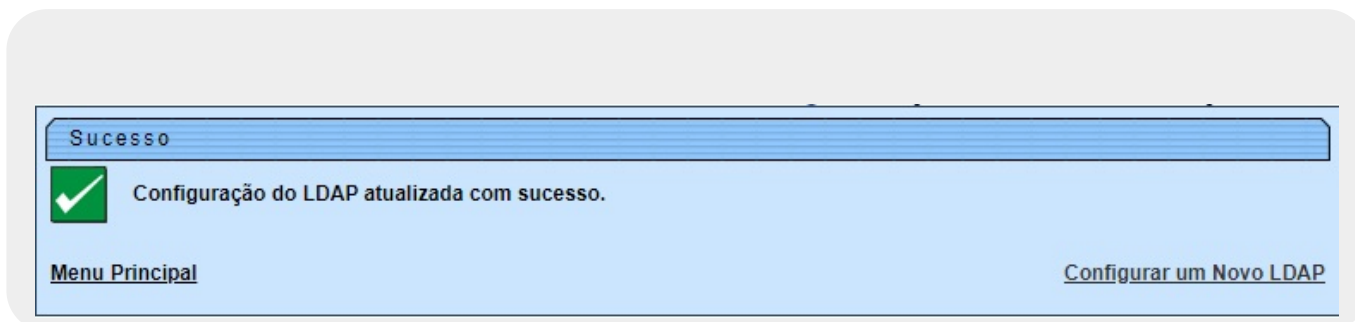 Sucesso
Configuração do LDAP atualizada com sucesso.
Menu Principal
Configurar um Novo LDAP